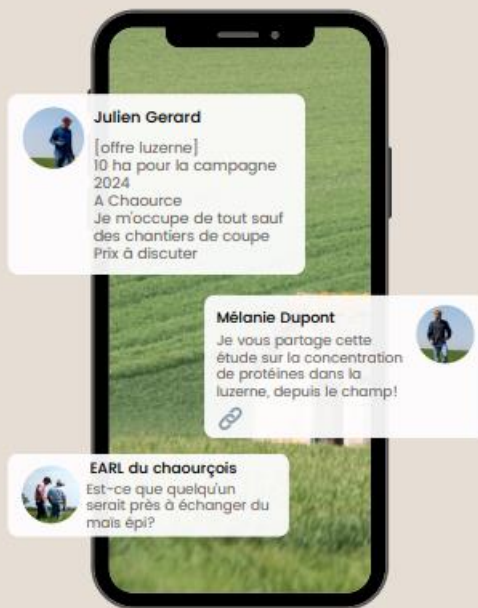 Julien Gerard
[offre luzerne]
10 ha pour la campagne
2024
A Chaource
Je m'occupe de tout sauf
des chantiers de coupe
Prix à discuter
Mélanie Dupont
Je vous partage cette
étude sur la concentration
de protéines dans la
luzerne, depuis le champ!
EARL du chaourçois
Est-ce que quelqu'un
serait près à échanger du
maïs épi?